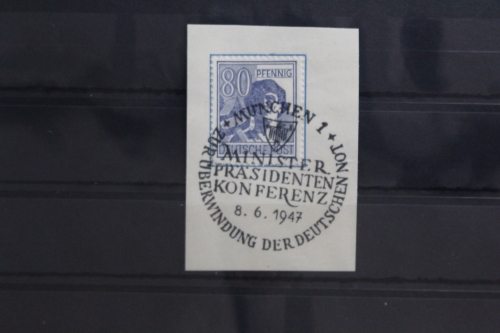 80 PFENNIG
DEUTSCHE POST
MÜNCHEN 1
MINISTER
PRÄSIDENTEN
KONFERENZ
8. 6. 1947
ZUR ÜBERWINDUNG DER DEUTSCHEN NOT